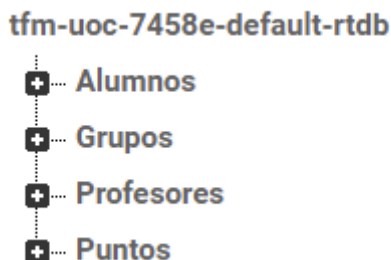 tfm-uoc-7458e-default-rtdb
Alumnos
Grupos
Profesores
Puntos